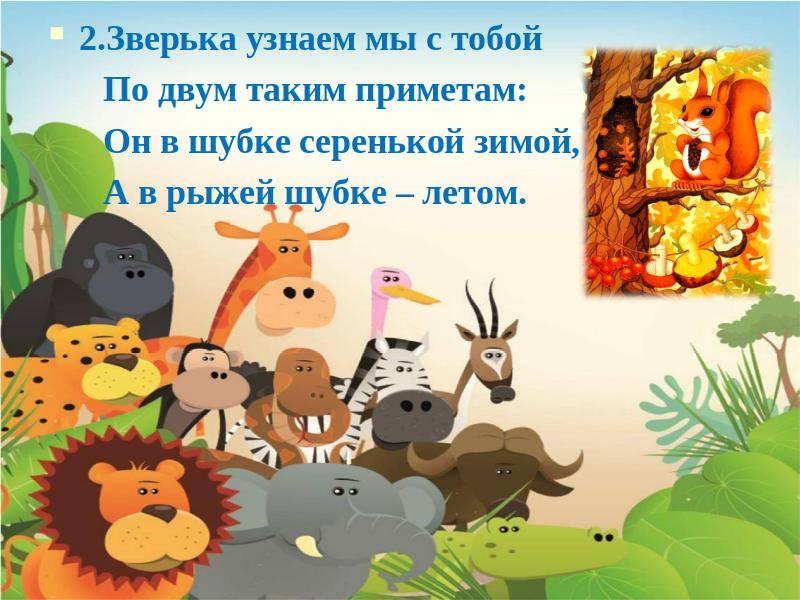 2.Зверька узнаем мы с тобой
По двум таким приметам:
Он в шубке серенькой зимой,
А в рыжей шубке – летом.